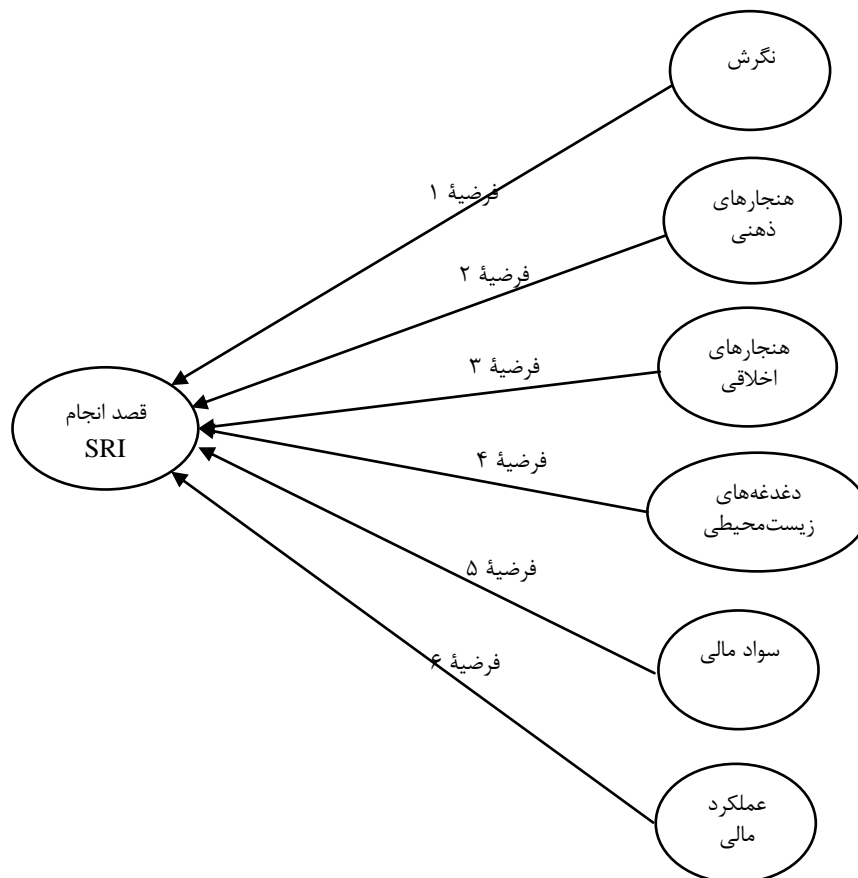 نگرش
فرضیهٔ ۱
هنجارهای
ذهنی
فرضیهٔ ۲
هنجارهای
اخلاقی
فرضیهٔ ۳
قصد انجام
SRI
فرضیهٔ ۴
دغدغه‌های
زیست‌محیطی
فرضیهٔ ۵
سواد مالی
فرضیهٔ ۶
عملکرد
مالی